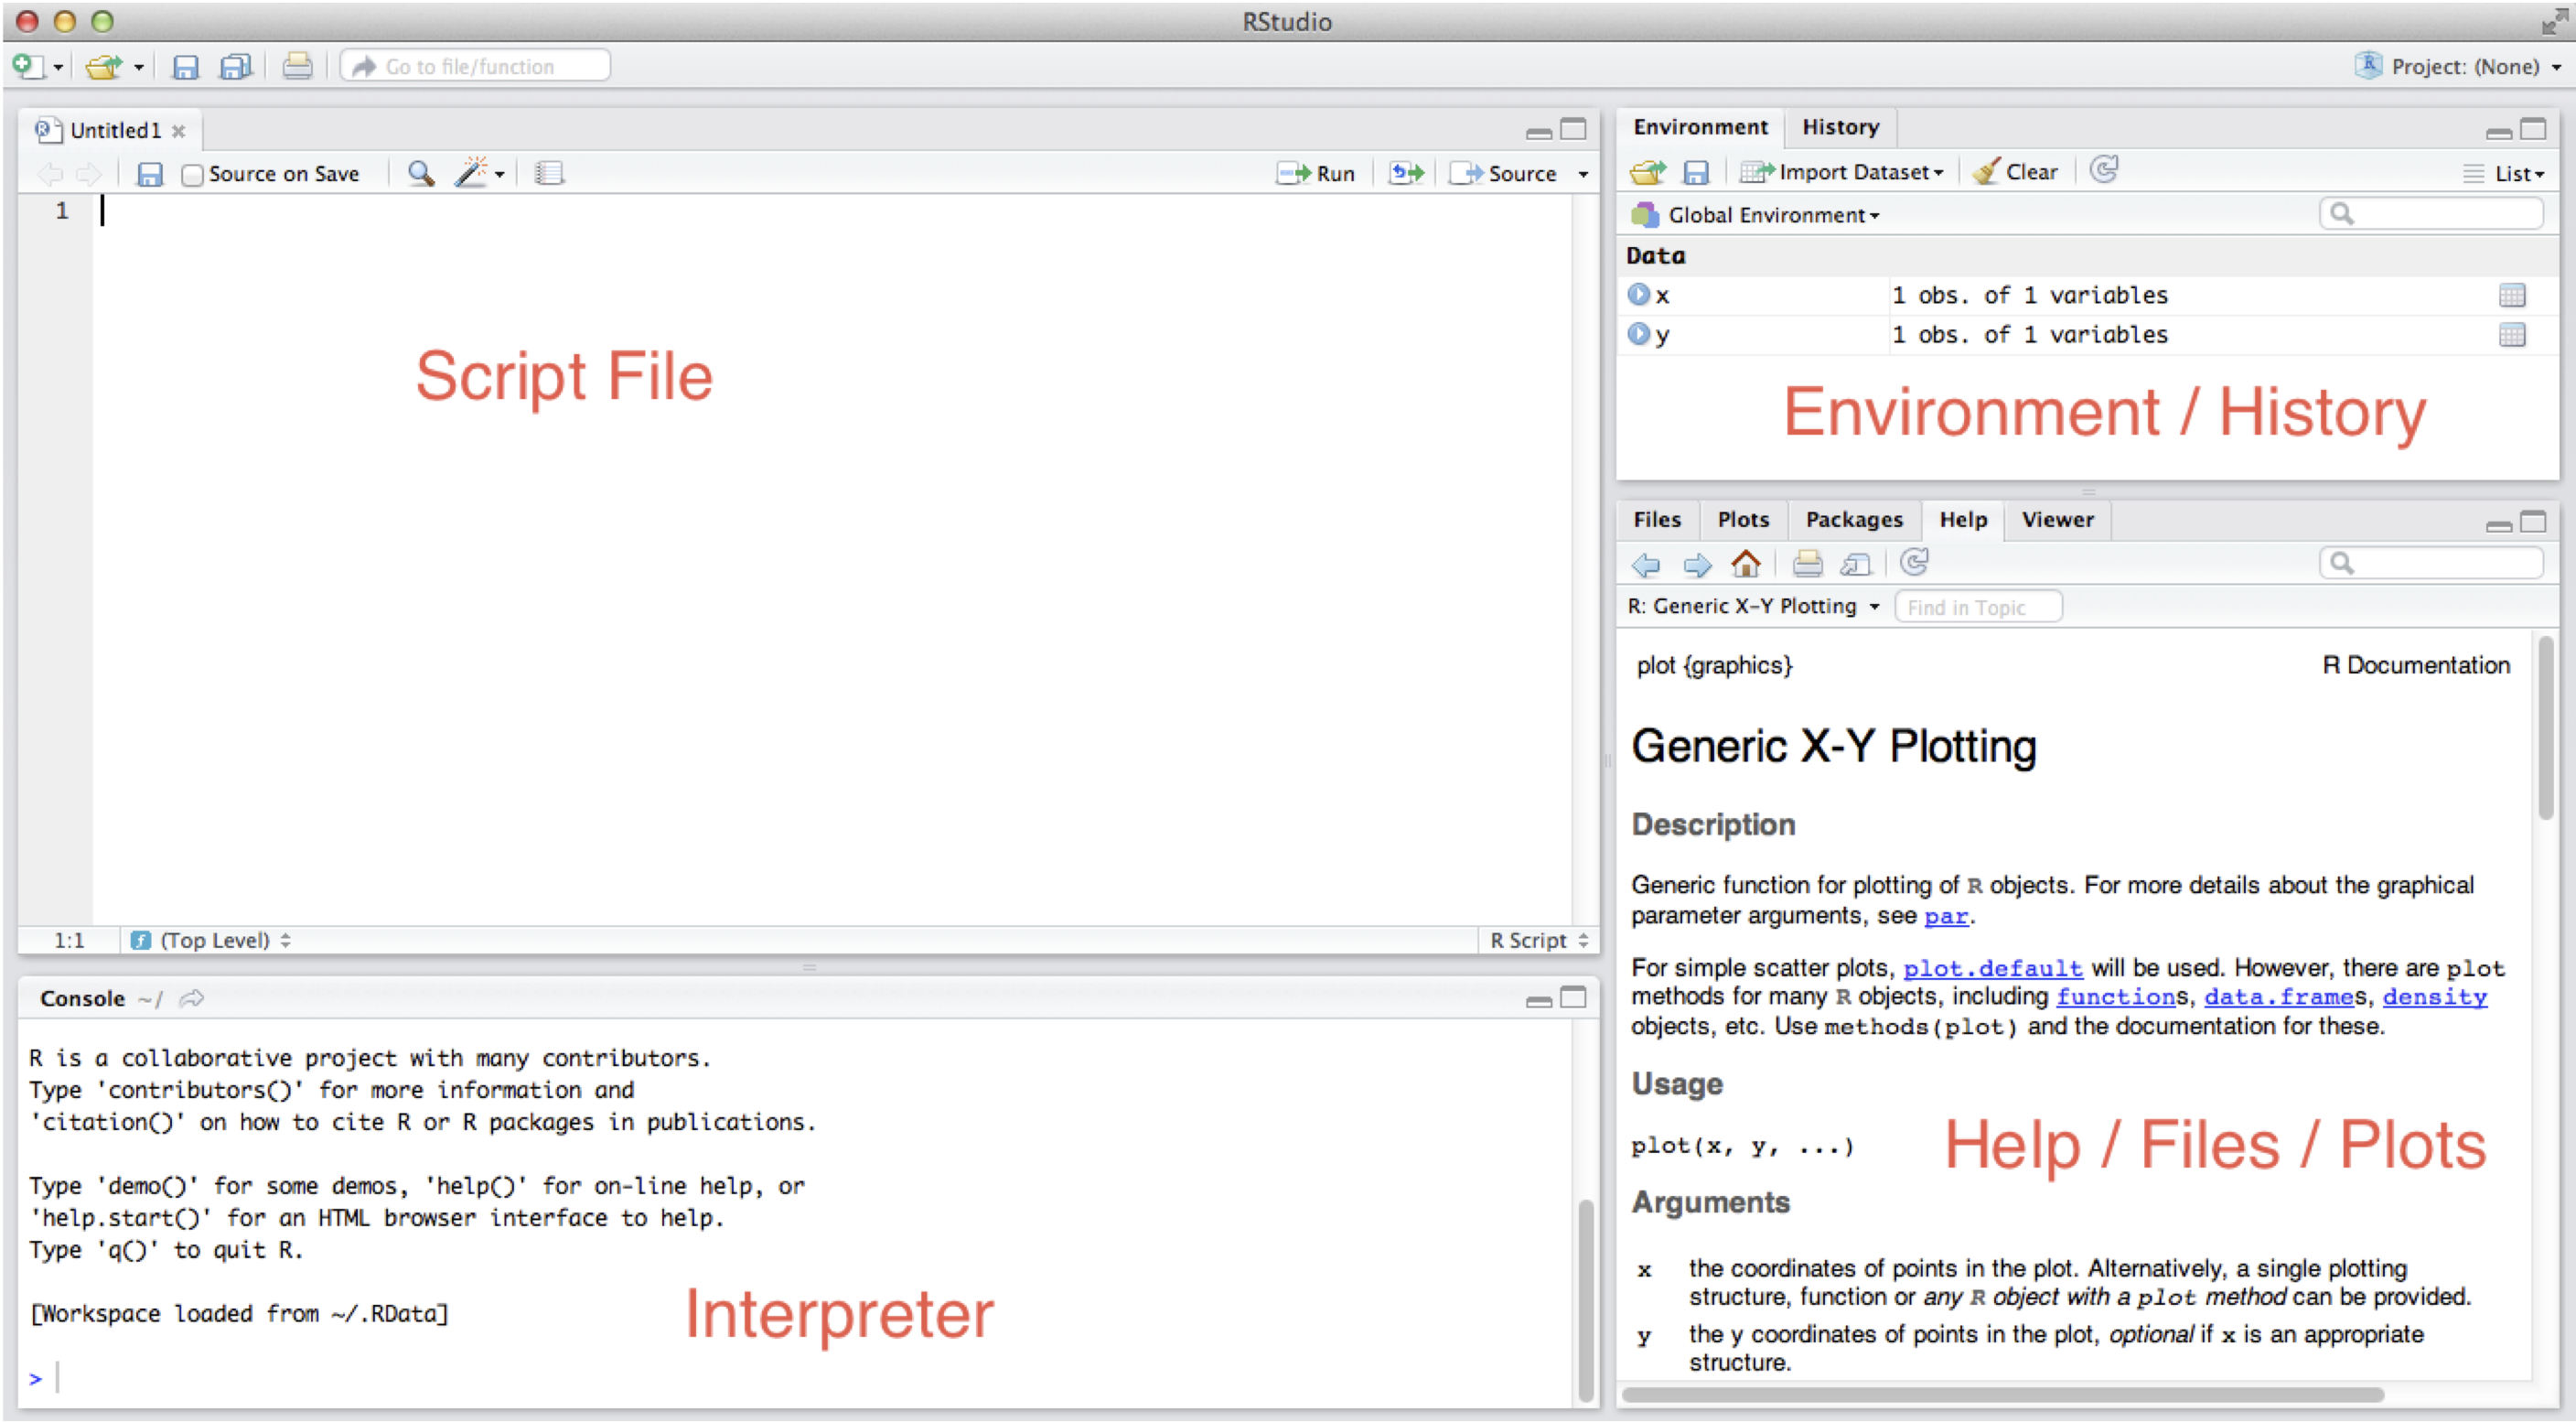 RStudio
Go to file/function
Project: (None)
Untitled1
Source on Save
Run
Source
1
Script File
1:1
(Top Level)
R Script
Console ~/
R is a collaborative project with many contributors.
Type 'contributors()' for more information and
'citation()' on how to cite R or R packages in publications.
Type 'demo()' for some demos, 'help()' for on-line help, or
'help.start()' for an HTML browser interface to help.
Type 'q()' to quit R.
[Workspace loaded from ~/.RData]
>
Interpreter
Environment History
Import Dataset Clear List
Global Environment
Data
x 1 obs. of 1 variables
y 1 obs. of 1 variables
Environment / History
Files Plots Packages Help Viewer
R: Generic X-Y Plotting Find in Topic
plot {graphics} R Documentation
Generic X-Y Plotting
Description
Generic function for plotting of R objects. For more details about the graphical
parameter arguments, see par.
For simple scatter plots, plot.default will be used. However, there are plot
methods for many R objects, including functions, data.frames, density
objects, etc. Use methods(plot) and the documentation for these.
Usage
plot(x, y, ...)
Help / Files / Plots
Arguments
x the coordinates of points in the plot. Alternatively, a single plotting
structure, function or any R object with a plot method can be provided.
y the y coordinates of points in the plot, optional if x is an appropriate
structure.